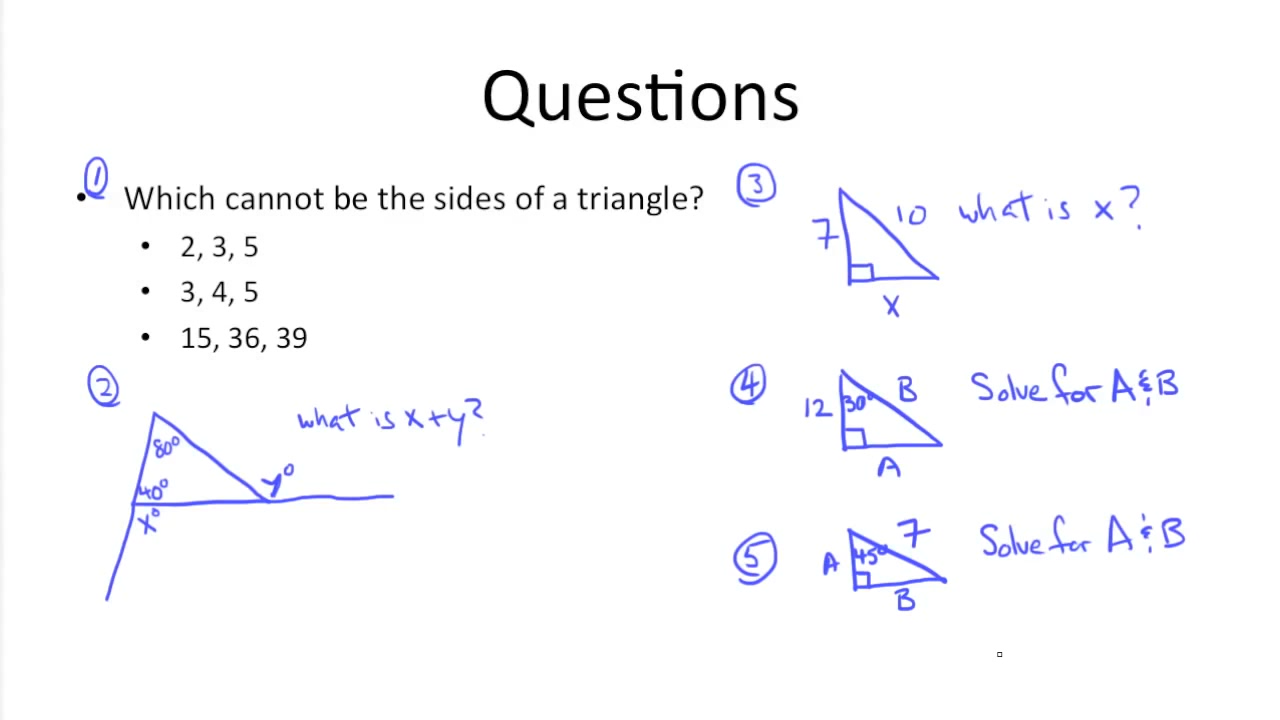 Questions
① • Which cannot be the sides of a triangle?
• 2, 3, 5
• 3, 4, 5
• 15, 36, 39
② what is x+y?
80°
40°
x°
y°
③ what is x?
7
10
x
④ Solve for A & B
12
30°
B
A
⑤ Solve for A & B
A
45°
7
B